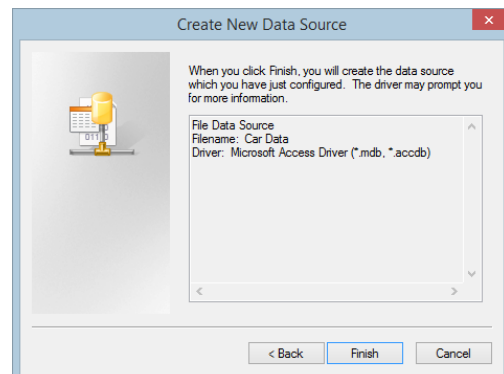 Create New Data Source
When you click Finish, you will create the data source
which you have just configured. The driver may prompt you
for more information.
File Data Source
Filename: Car Data
Driver: Microsoft Access Driver (*.mdb, *.accdb)
< Back
Finish
Cancel